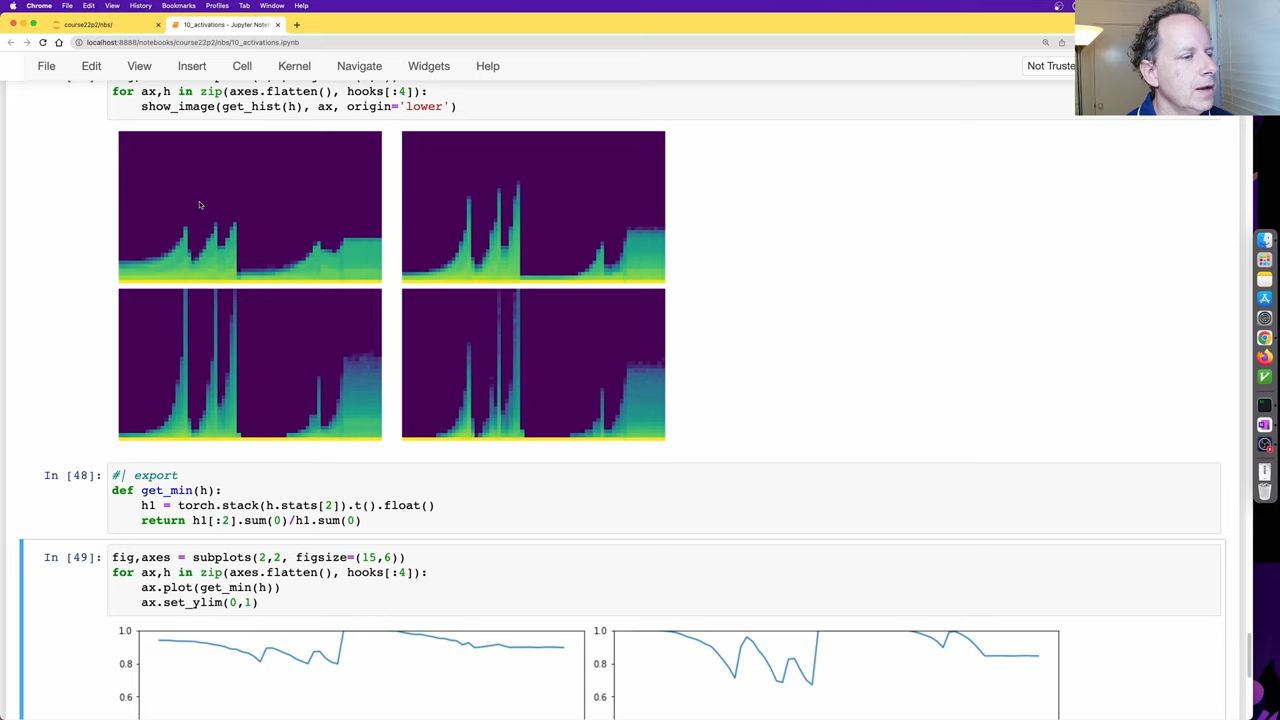 Chrome File Edit View History Bookmarks Profiles Tab Window Help
course22p2/nbs/
10_activations - Jupyter Note
localhost:8888/notebooks/course22p2/nbs/10_activations.ipynb
File Edit View Insert Cell Kernel Navigate Widgets Help Not Truste
for ax,h in zip(axes.flatten(), hooks[:4]):
show_image(get_hist(h), ax, origin='lower')
In [48]: #| export
def get_min(h):
h1 = torch.stack(h.stats[2]).t().float()
return h1[:2].sum(0)/h1.sum(0)
In [49]: fig,axes = subplots(2,2, figsize=(15,6))
for ax,h in zip(axes.flatten(), hooks[:4]):
ax.plot(get_min(h))
ax.set_ylim(0,1)
1.0 1.0
0.8 0.8
0.6 0.6